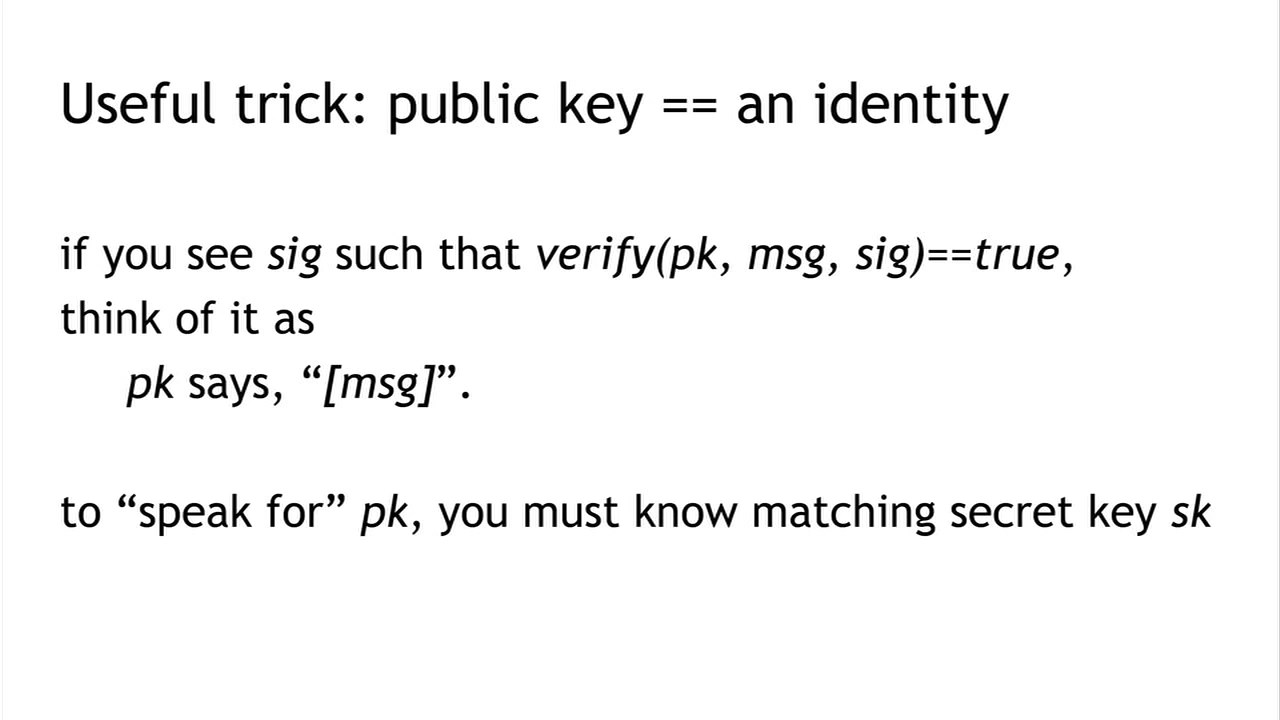 Useful trick: public key == an identity
if you see sig such that verify(pk, msg, sig)==true,
think of it as
pk says, “[msg]”.
to “speak for” pk, you must know matching secret key sk